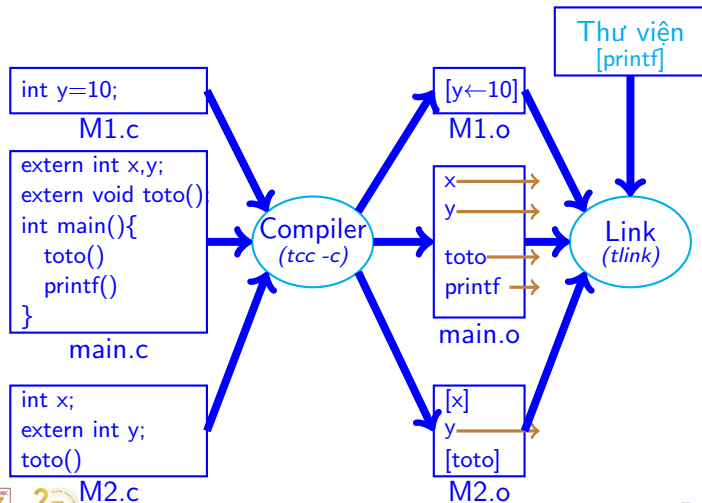 Thư viện
[printf]
int y=10;
M1.c
extern int x,y;
extern void toto();
int main(){
toto()
printf()
}
main.c
int x;
extern int y;
toto()
M2.c
Compiler
(tcc -c)
[y←10]
M1.o
x
y
toto
printf
main.o
[x]
y
[toto]
M2.o
Link
(tlink)